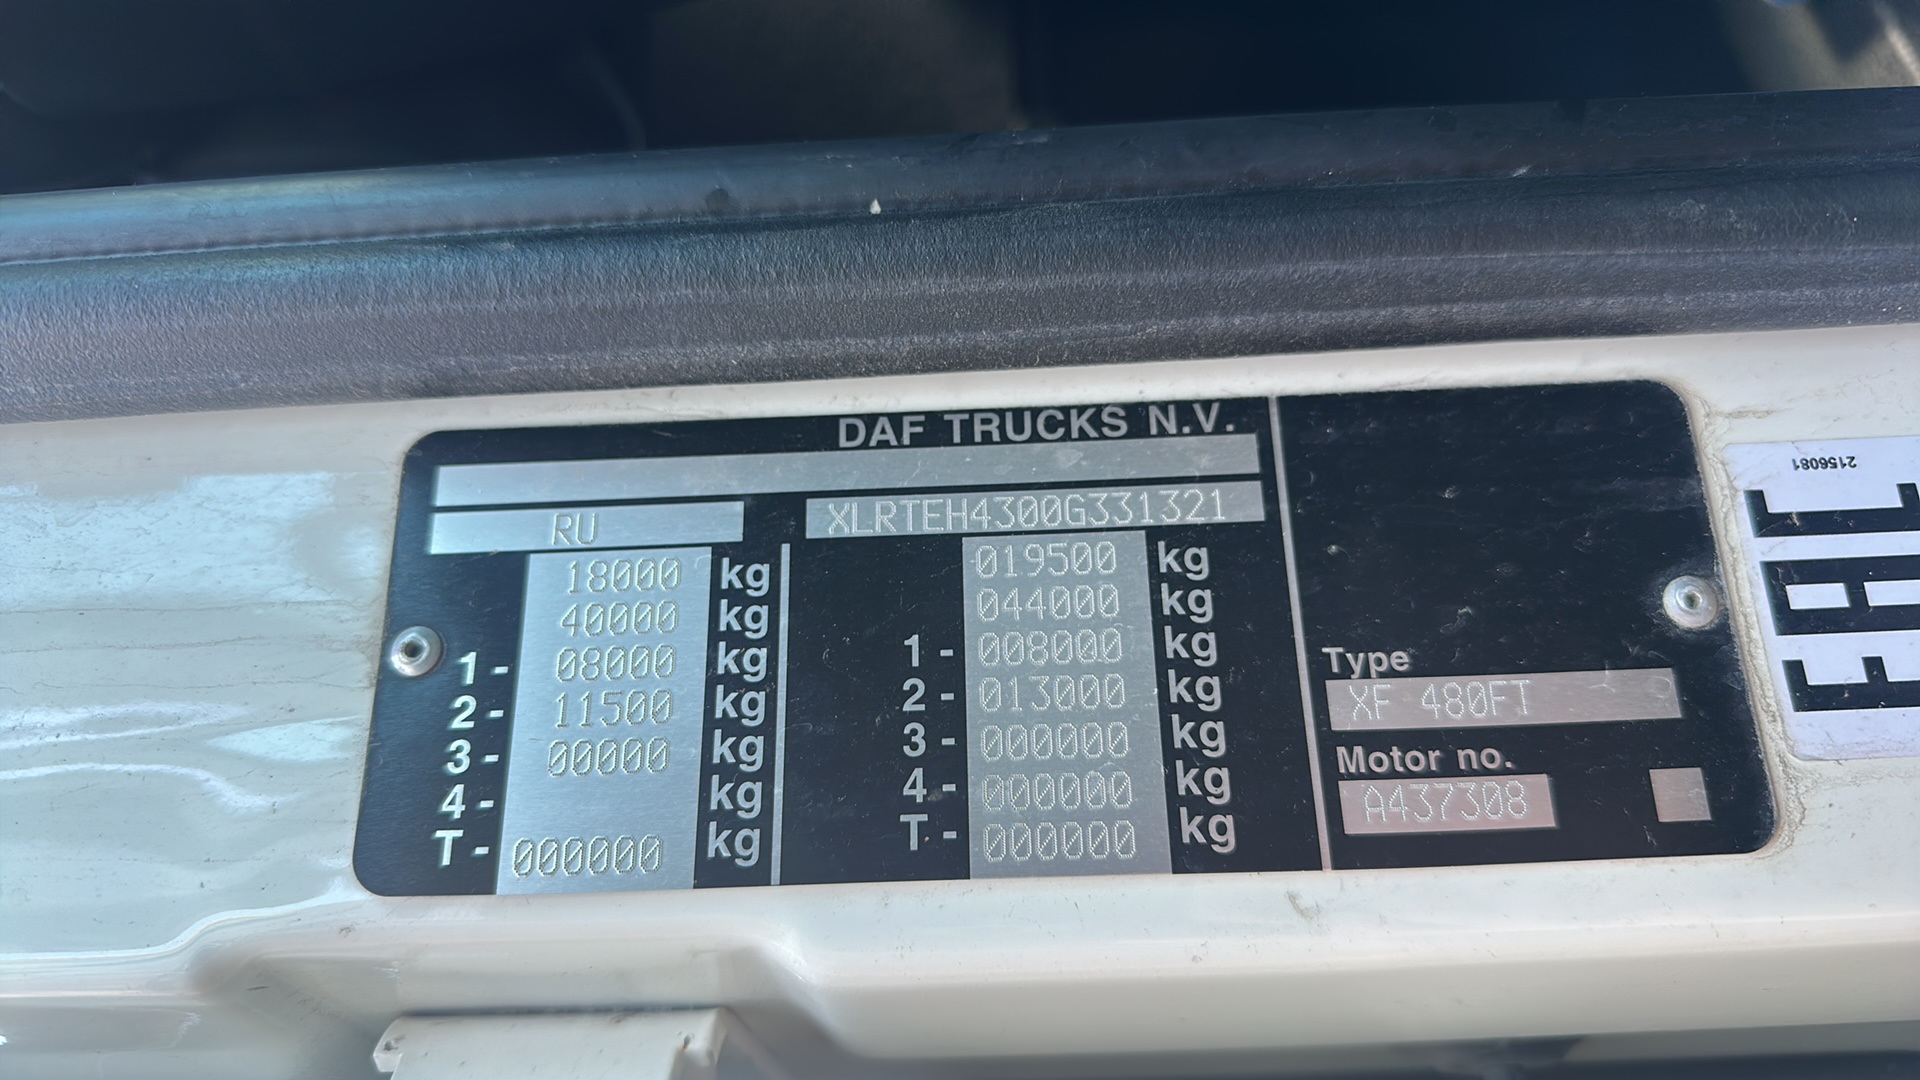 DAF TRUCKS N.V.
RU XLRTEH4300G331321
18000 kg 019500 kg
40000 kg 044000 kg
1- 08000 kg 1- 008000 kg
2- 11500 kg 2- 013000 kg
3- 00000 kg 3- 000000 kg
4- kg 4- 000000 kg
T- 000000 kg T- 000000 kg
Type
XF 480FT
Motor no.
A437308
2156081